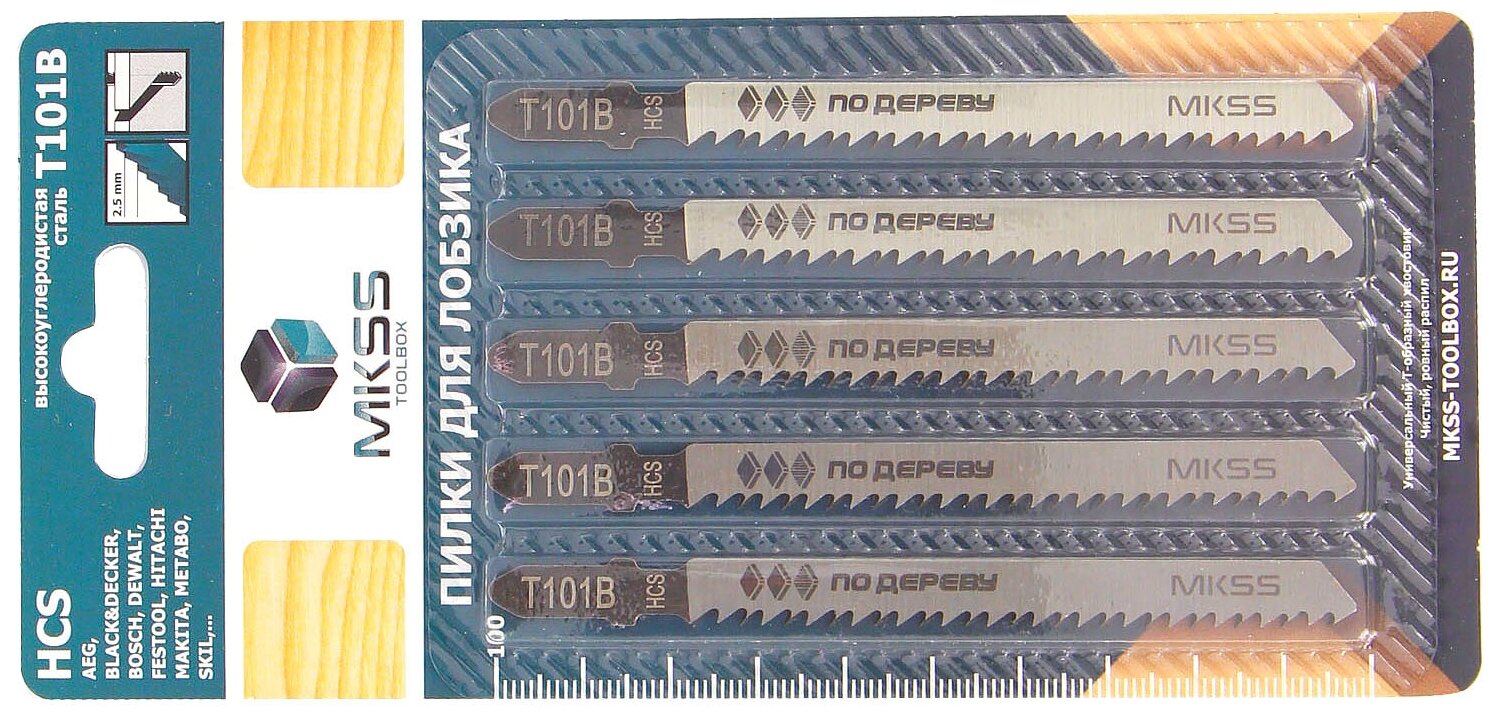 HCS
AEG,
BLACK&DECKER,
BOSCH, DEWALT,
FESTOOL, HITACHI
MAKITA, METABO,
SKIL,...
ВЫСОКОУГЛЕРОДИСТАЯ
СТАЛЬ
T101B
2.5 mm
MKSS
TOOLBOX
ПИЛКИ ДЛЯ ЛОБЗИКА
T101B HCS ПО ДЕРЕВУ MKSS
T101B HCS ПО ДЕРЕВУ MKSS
T101B HCS ПО ДЕРЕВУ MKSS
T101B HCS ПО ДЕРЕВУ MKSS
T101B HCS ПО ДЕРЕВУ MKSS
100
Универсальный Т-образный хвостовик
Чистый, ровный распил
MKSS-TOOLBOX.RU